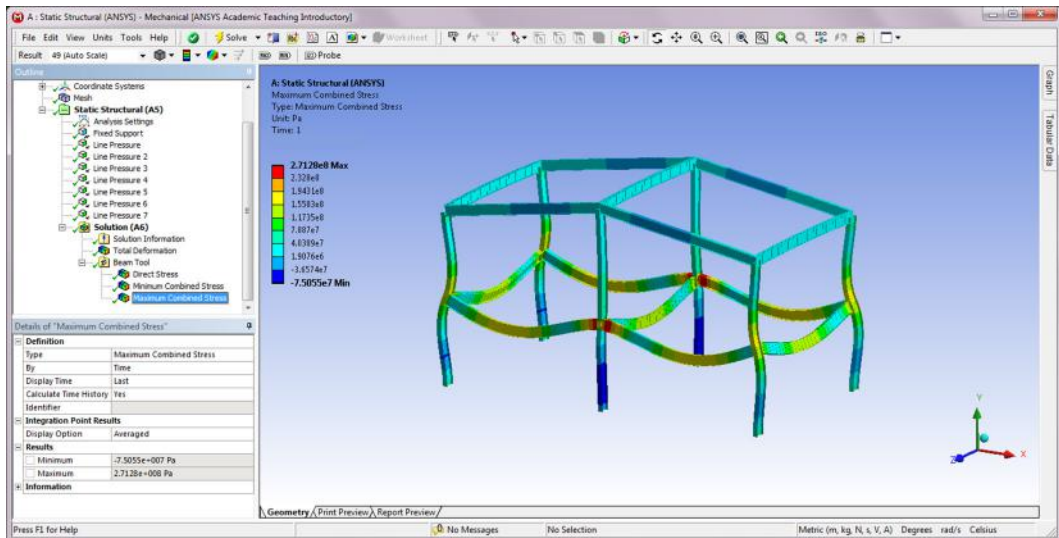 A : Static Structural (ANSYS) - Mechanical [ANSYS Academic Teaching Introductory]
File Edit View Units Tools Help Solve Worksheet
Result 49 (Auto Scale) Probe
Outline
Coordinate Systems
Mesh
Static Structural (A5)
Analysis Settings
Fixed Support
Line Pressure
Line Pressure 2
Line Pressure 3
Line Pressure 4
Line Pressure 5
Line Pressure 6
Line Pressure 7
Solution (A6)
Solution Information
Total Deformation
Beam Tool
Direct Stress
Minimum Combined Stress
Maximum Combined Stress
Details of "Maximum Combined Stress"
Definition
Type Maximum Combined Stress
By Time
Display Time Last
Calculate Time History Yes
Identifier
Integration Point Results
Display Option Averaged
Results
Minimum -7.5055e+007 Pa
Maximum 2.7128e+008 Pa
Information
A: Static Structural (ANSYS)
Maximum Combined Stress
Type: Maximum Combined Stress
Unit: Pa
Time: 1
2.7128e8 Max
2.328e8
1.9431e8
1.5583e8
1.1735e8
7.887e7
4.0389e7
1.9076e6
-3.6574e7
-7.5055e7 Min
Y
X
Z
Graph
Tabular Data
Geometry Print Preview Report Preview
Press F1 for Help No Messages No Selection Metric (m, kg, N, s, V, A) Degrees rad/s Celsius